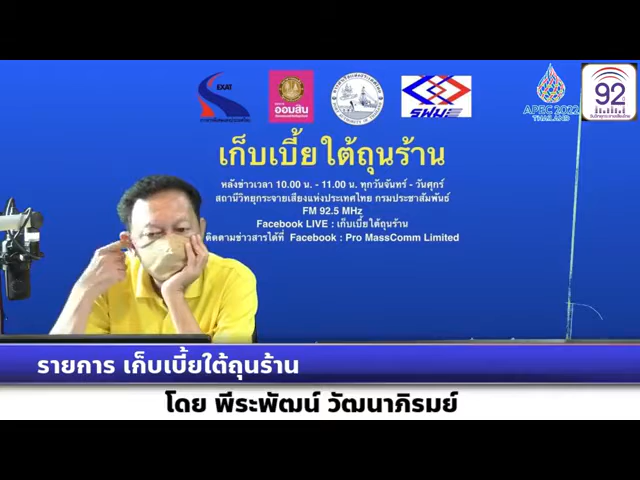 EXAT
ออมสิน
รฟม
APEC 2022
THAILAND
92
เก็บเบี้ยใต้ถุนร้าน
หลังข่าวเวลา 10.00 น. - 11.00 น. ทุกวันจันทร์ - วันศุกร์
สถานีวิทยุกระจายเสียงแห่งประเทศไทย กรมประชาสัมพันธ์
FM 92.5 MHz
Facebook LIVE : เก็บเบี้ยใต้ถุนร้าน
ติดตามข่าวสารได้ที่ Facebook : Pro MassComm Limited
รายการ เก็บเบี้ยใต้ถุนร้าน
โดย พีระพัฒน์ วัฒนาภิรมย์